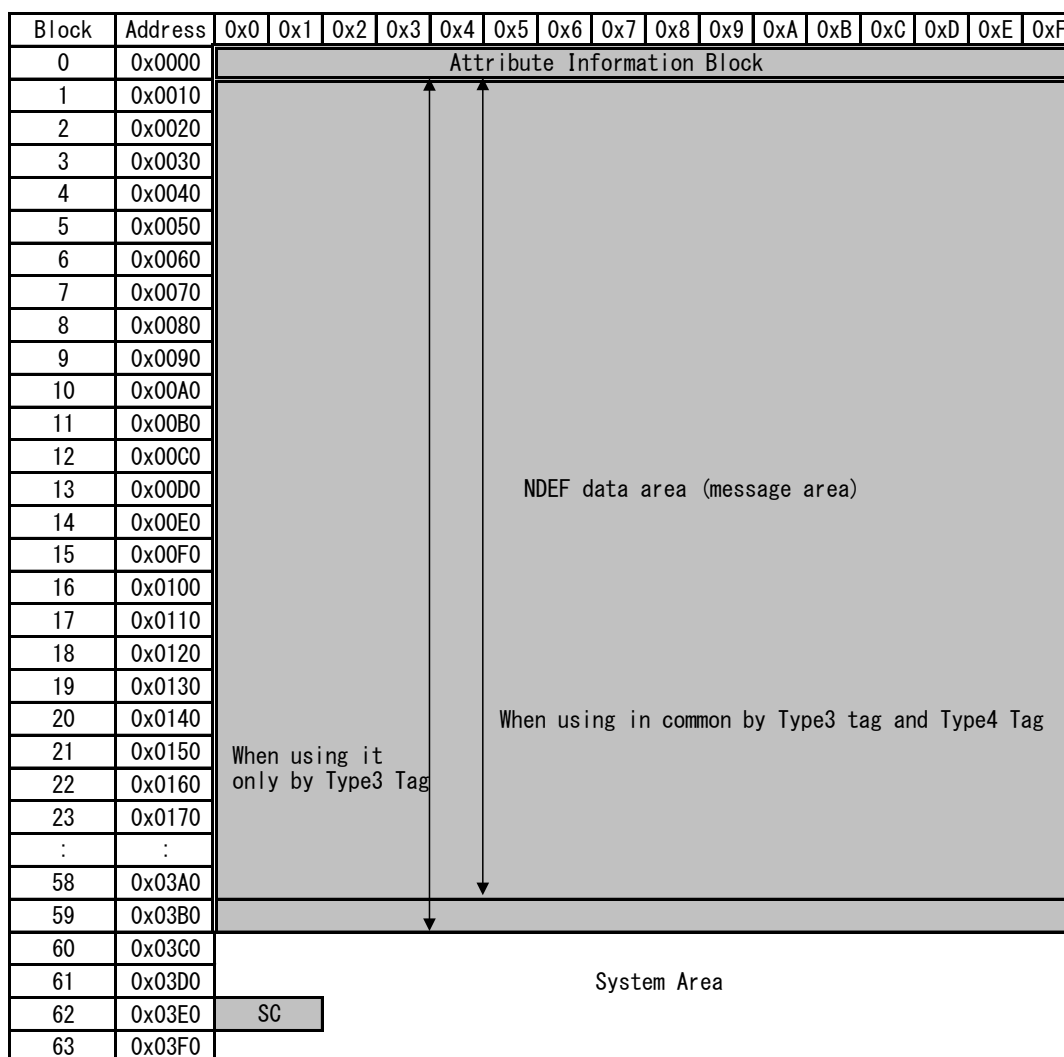 Block Address 0x0 0x1 0x2 0x3 0x4 0x5 0x6 0x7 0x8 0x9 0xA 0xB 0xC 0xD 0xE 0xF
0 0x0000 Attribute Information Block
1 0x0010
2 0x0020
3 0x0030
4 0x0040
5 0x0050
6 0x0060
7 0x0070
8 0x0080
9 0x0090
10 0x00A0
11 0x00B0
12 0x00C0
13 0x00D0 NDEF data area (message area)
14 0x00E0
15 0x00F0
16 0x0100
17 0x0110
18 0x0120
19 0x0130
20 0x0140 When using in common by Type3 tag and Type4 Tag
21 0x0150 When using it
22 0x0160 only by Type3 Tag
23 0x0170
: :
58 0x03A0
59 0x03B0
60 0x03C0
61 0x03D0 System Area
62 0x03E0 SC
63 0x03F0